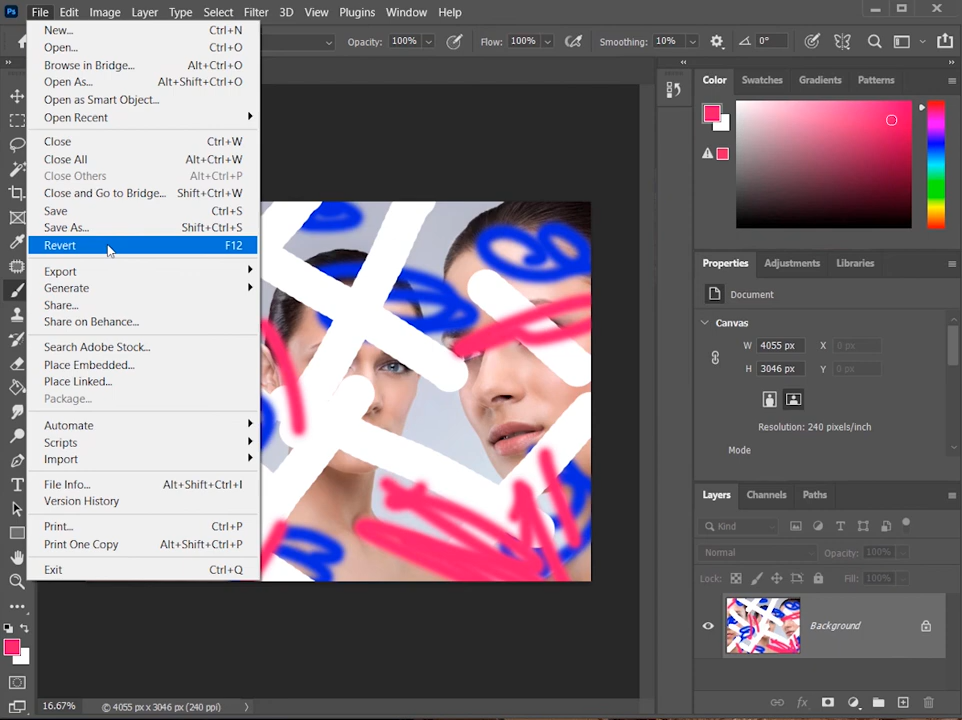 Ps File Edit Image Layer Type Select Filter 3D View Plugins Window Help
Opacity: 100% Flow: 100% Smoothing: 10% 0°
New... Ctrl+N
Open... Ctrl+O
Browse in Bridge... Alt+Ctrl+O
Open As... Alt+Shift+Ctrl+O
Open as Smart Object...
Open Recent
Close Ctrl+W
Close All Alt+Ctrl+W
Close Others Alt+Ctrl+P
Close and Go to Bridge... Shift+Ctrl+W
Save Ctrl+S
Save As... Shift+Ctrl+S
Revert F12
Export
Generate
Share...
Share on Behance...
Search Adobe Stock...
Place Embedded...
Place Linked...
Package...
Automate
Scripts
Import
File Info... Alt+Shift+Ctrl+I
Version History
Print... Ctrl+P
Print One Copy Alt+Shift+Ctrl+P
Exit Ctrl+Q
16.67% © 4055 px x 3046 px (240 ppi)
Color Swatches Gradients Patterns
Properties Adjustments Libraries
Document
Canvas
W 4055 px X 0 px
H 3046 px Y 0 px
Resolution: 240 pixels/inch
Mode
Layers Channels Paths
Kind
Normal Opacity: 100%
Lock: Fill: 100%
Background